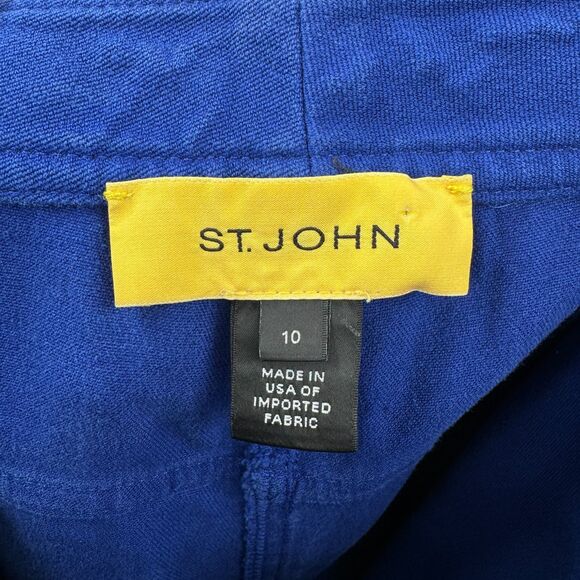 ST. JOHN
10
MADE IN
USA OF
IMPORTED
FABRIC